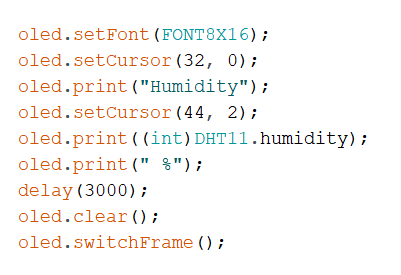 oled.setFont(FONT8X16);
oled.setCursor(32, 0);
oled.print("Humidity");
oled.setCursor(44, 2);
oled.print((int)DHT11.humidity);
oled.print(" %");
delay(3000);
oled.clear();
oled.switchFrame();